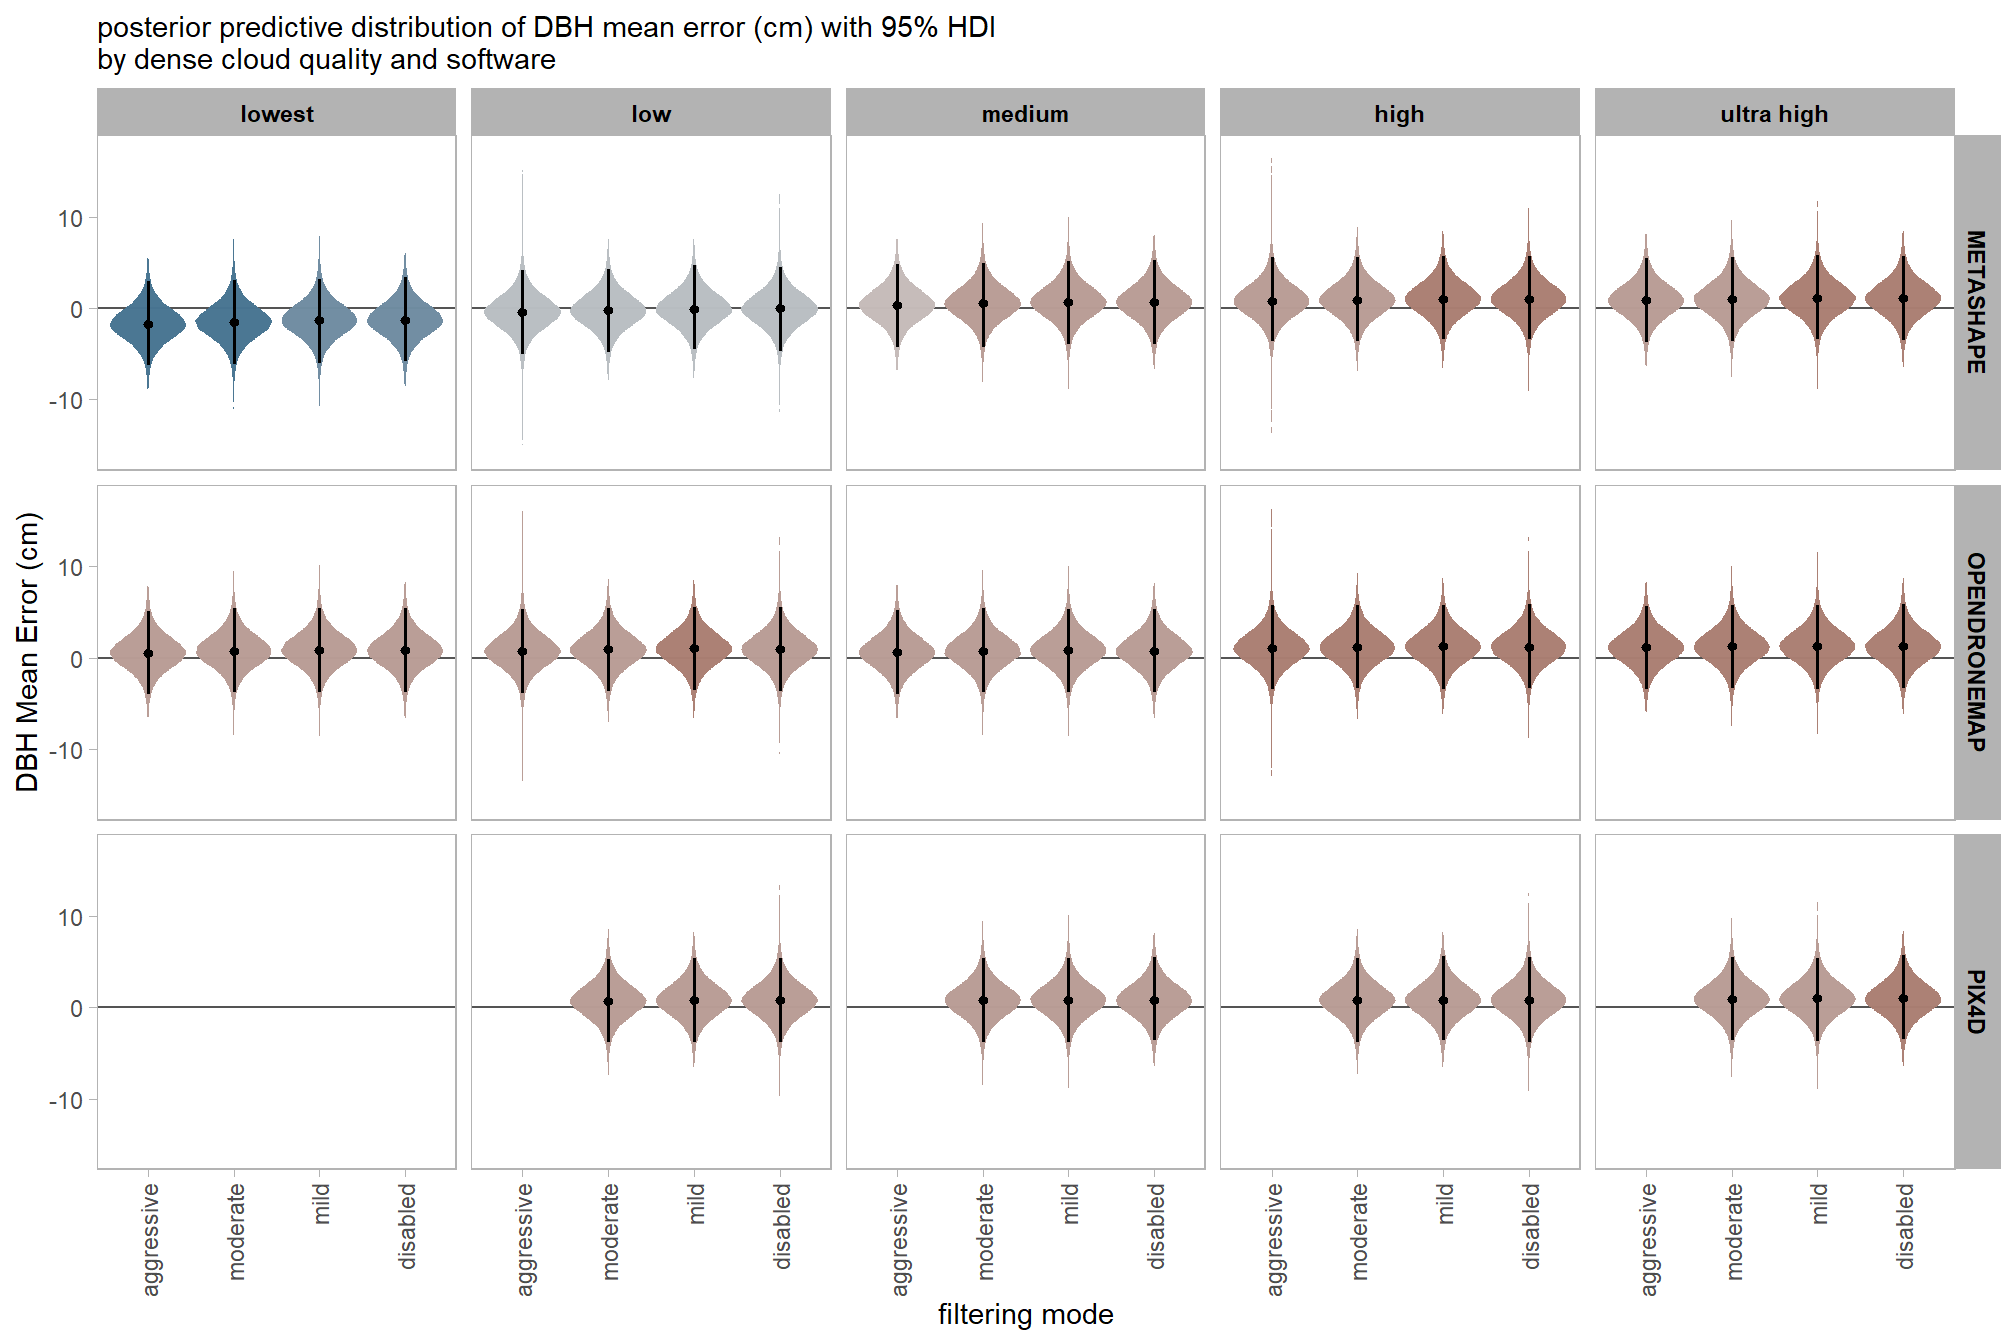 posterior predictive distribution of DBH mean error (cm) with 95% HDI
by dense cloud quality and software
lowest low medium high ultra high
10
0
-10
METASHAPE
DBH Mean Error (cm)
10
0
-10
OPENDRONEMAP
10
0
-10
PIX4D
aggressive moderate mild disabled aggressive moderate mild disabled aggressive moderate mild disabled aggressive moderate mild disabled aggressive moderate mild disabled
filtering mode